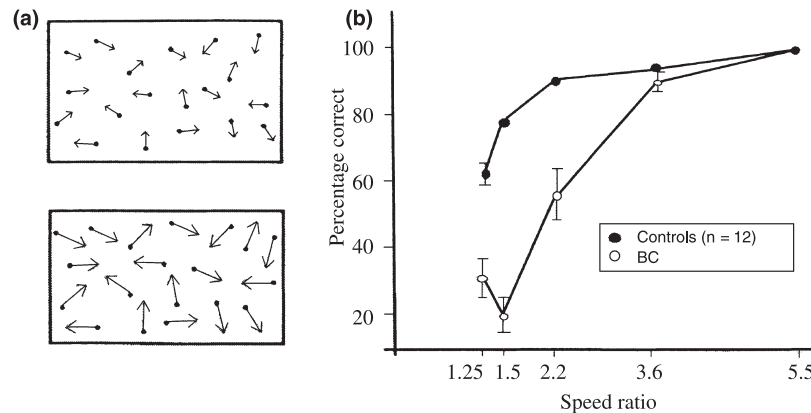 (a)
(b)
Percentage correct
100
80
60
40
20
Controls (n = 12)
BC
1.25 1.5 2.2 3.6 5.5
Speed ratio